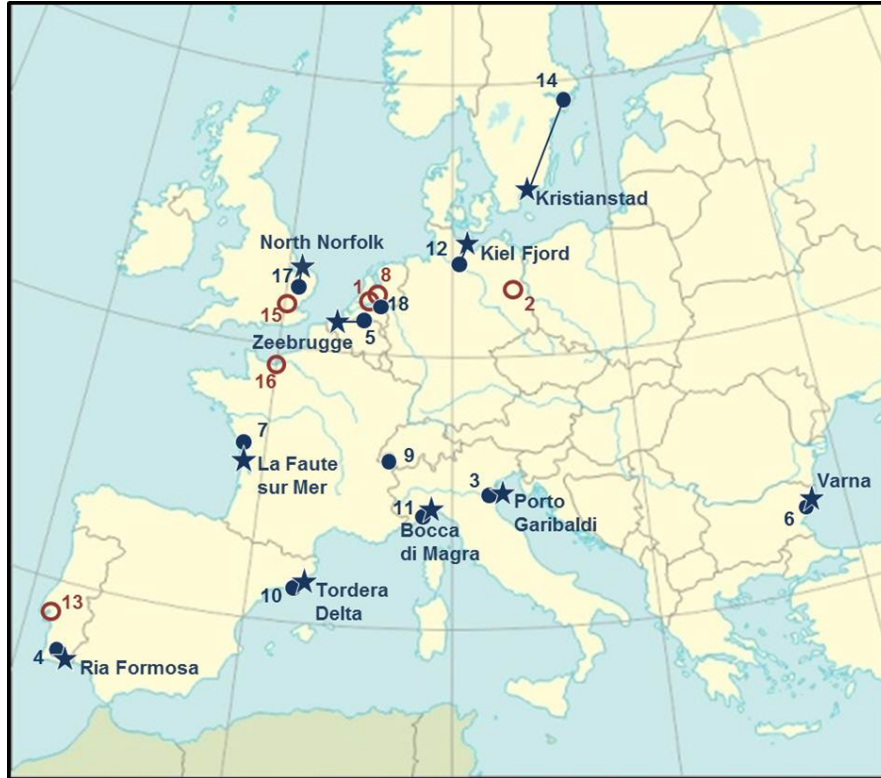 14
Kristianstad
North Norfolk
12
Kiel Fjord
17
1
8
18
2
15
Zeebrugge
5
16
7
La Faute
sur Mer
9
3
Porto
Garibaldi
Varna
6
11
Bocca
di Magra
10
Tordera
Delta
13
4
Ria Formosa